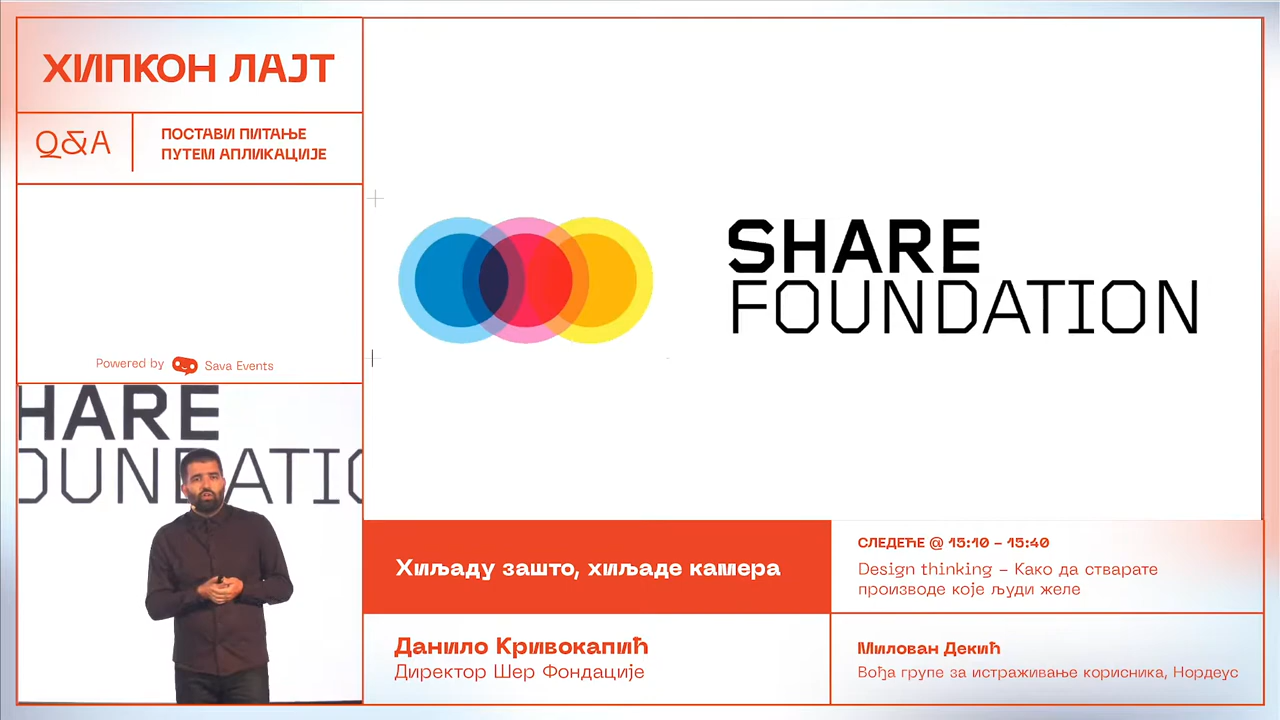 ХИПКОН ЛАЈТ
Q&A
ПОСТАВИ ПИТАЊЕ
ПУТЕМ АПЛИКАЦИЈЕ
Powered by Sava Events
SHARE
FOUNDATION
HARE
OUNDATIO
Хиљаду зашто, хиљаде камера
Данило Кривокапић
Директор Шер Фондације
СЛЕДЕЋЕ @ 15:10 – 15:40
Design thinking – Како да стварате
производе које људи желе
Милован Декић
Вођа групе за истраживање корисника, Нордеус